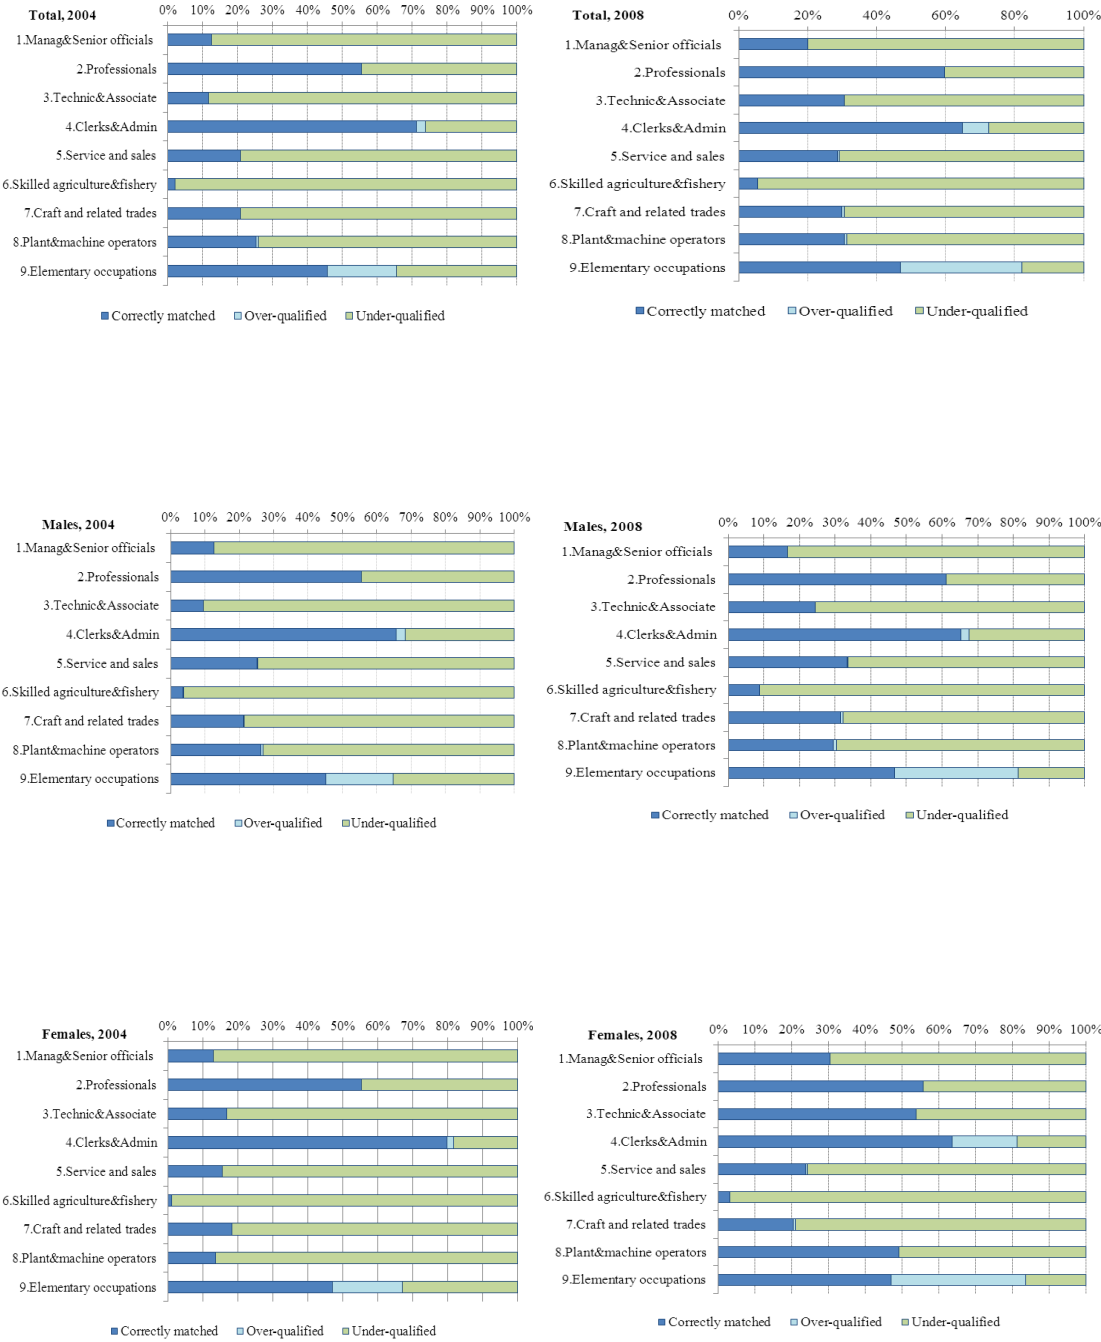 Total, 2004
0% 10% 20% 30% 40% 50% 60% 70% 80% 90% 100%
1.Manag&Senior officials
2.Professionals
3.Technic&Associate
4.Clerks&Admin
5.Service and sales
6.Skilled agriculture&fishery
7.Craft and related trades
8.Plant&machine operators
9.Elementary occupations
Correctly matched Over-qualified Under-qualified
Total, 2008
0% 20% 40% 60% 80% 100%
1.Manag&Senior officials
2.Professionals
3.Technic&Associate
4.Clerks&Admin
5.Service and sales
6.Skilled agriculture&fishery
7.Craft and related trades
8.Plant&machine operators
9.Elementary occupations
Correctly matched Over-qualified Under-qualified
Males, 2004
0% 10% 20% 30% 40% 50% 60% 70% 80% 90% 100%
1.Manag&Senior officials
2.Professionals
3.Technic&Associate
4.Clerks&Admin
5.Service and sales
6.Skilled agriculture&fishery
7.Craft and related trades
8.Plant&machine operators
9.Elementary occupations
Correctly matched Over-qualified Under-qualified
Males, 2008
0% 10% 20% 30% 40% 50% 60% 70% 80% 90% 100%
1.Manag&Senior officials
2.Professionals
3.Technic&Associate
4.Clerks&Admin
5.Service and sales
6.Skilled agriculture&fishery
7.Craft and related trades
8.Plant&machine operators
9.Elementary occupations
Correctly matched Over-qualified Under-qualified
Females, 2004
0% 10% 20% 30% 40% 50% 60% 70% 80% 90% 100%
1.Manag&Senior officials
2.Professionals
3.Technic&Associate
4.Clerks&Admin
5.Service and sales
6.Skilled agriculture&fishery
7.Craft and related trades
8.Plant&machine operators
9.Elementary occupations
Correctly matched Over-qualified Under-qualified
Females, 2008
0% 10% 20% 30% 40% 50% 60% 70% 80% 90% 100%
1.Manag&Senior officials
2.Professionals
3.Technic&Associate
4.Clerks&Admin
5.Service and sales
6.Skilled agriculture&fishery
7.Craft and related trades
8.Plant&machine operators
9.Elementary occupations
Correctly matched Over-qualified Under-qualified